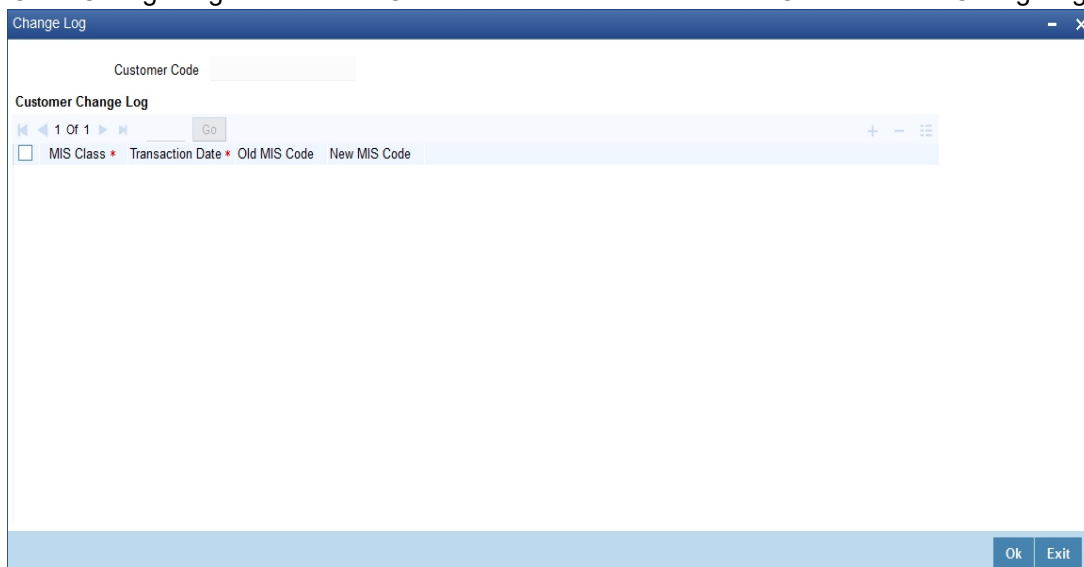 Change Log
Customer Code
Customer Change Log
1 Of 1 Go
MIS Class * Transaction Date * Old MIS Code New MIS Code
Ok Exit